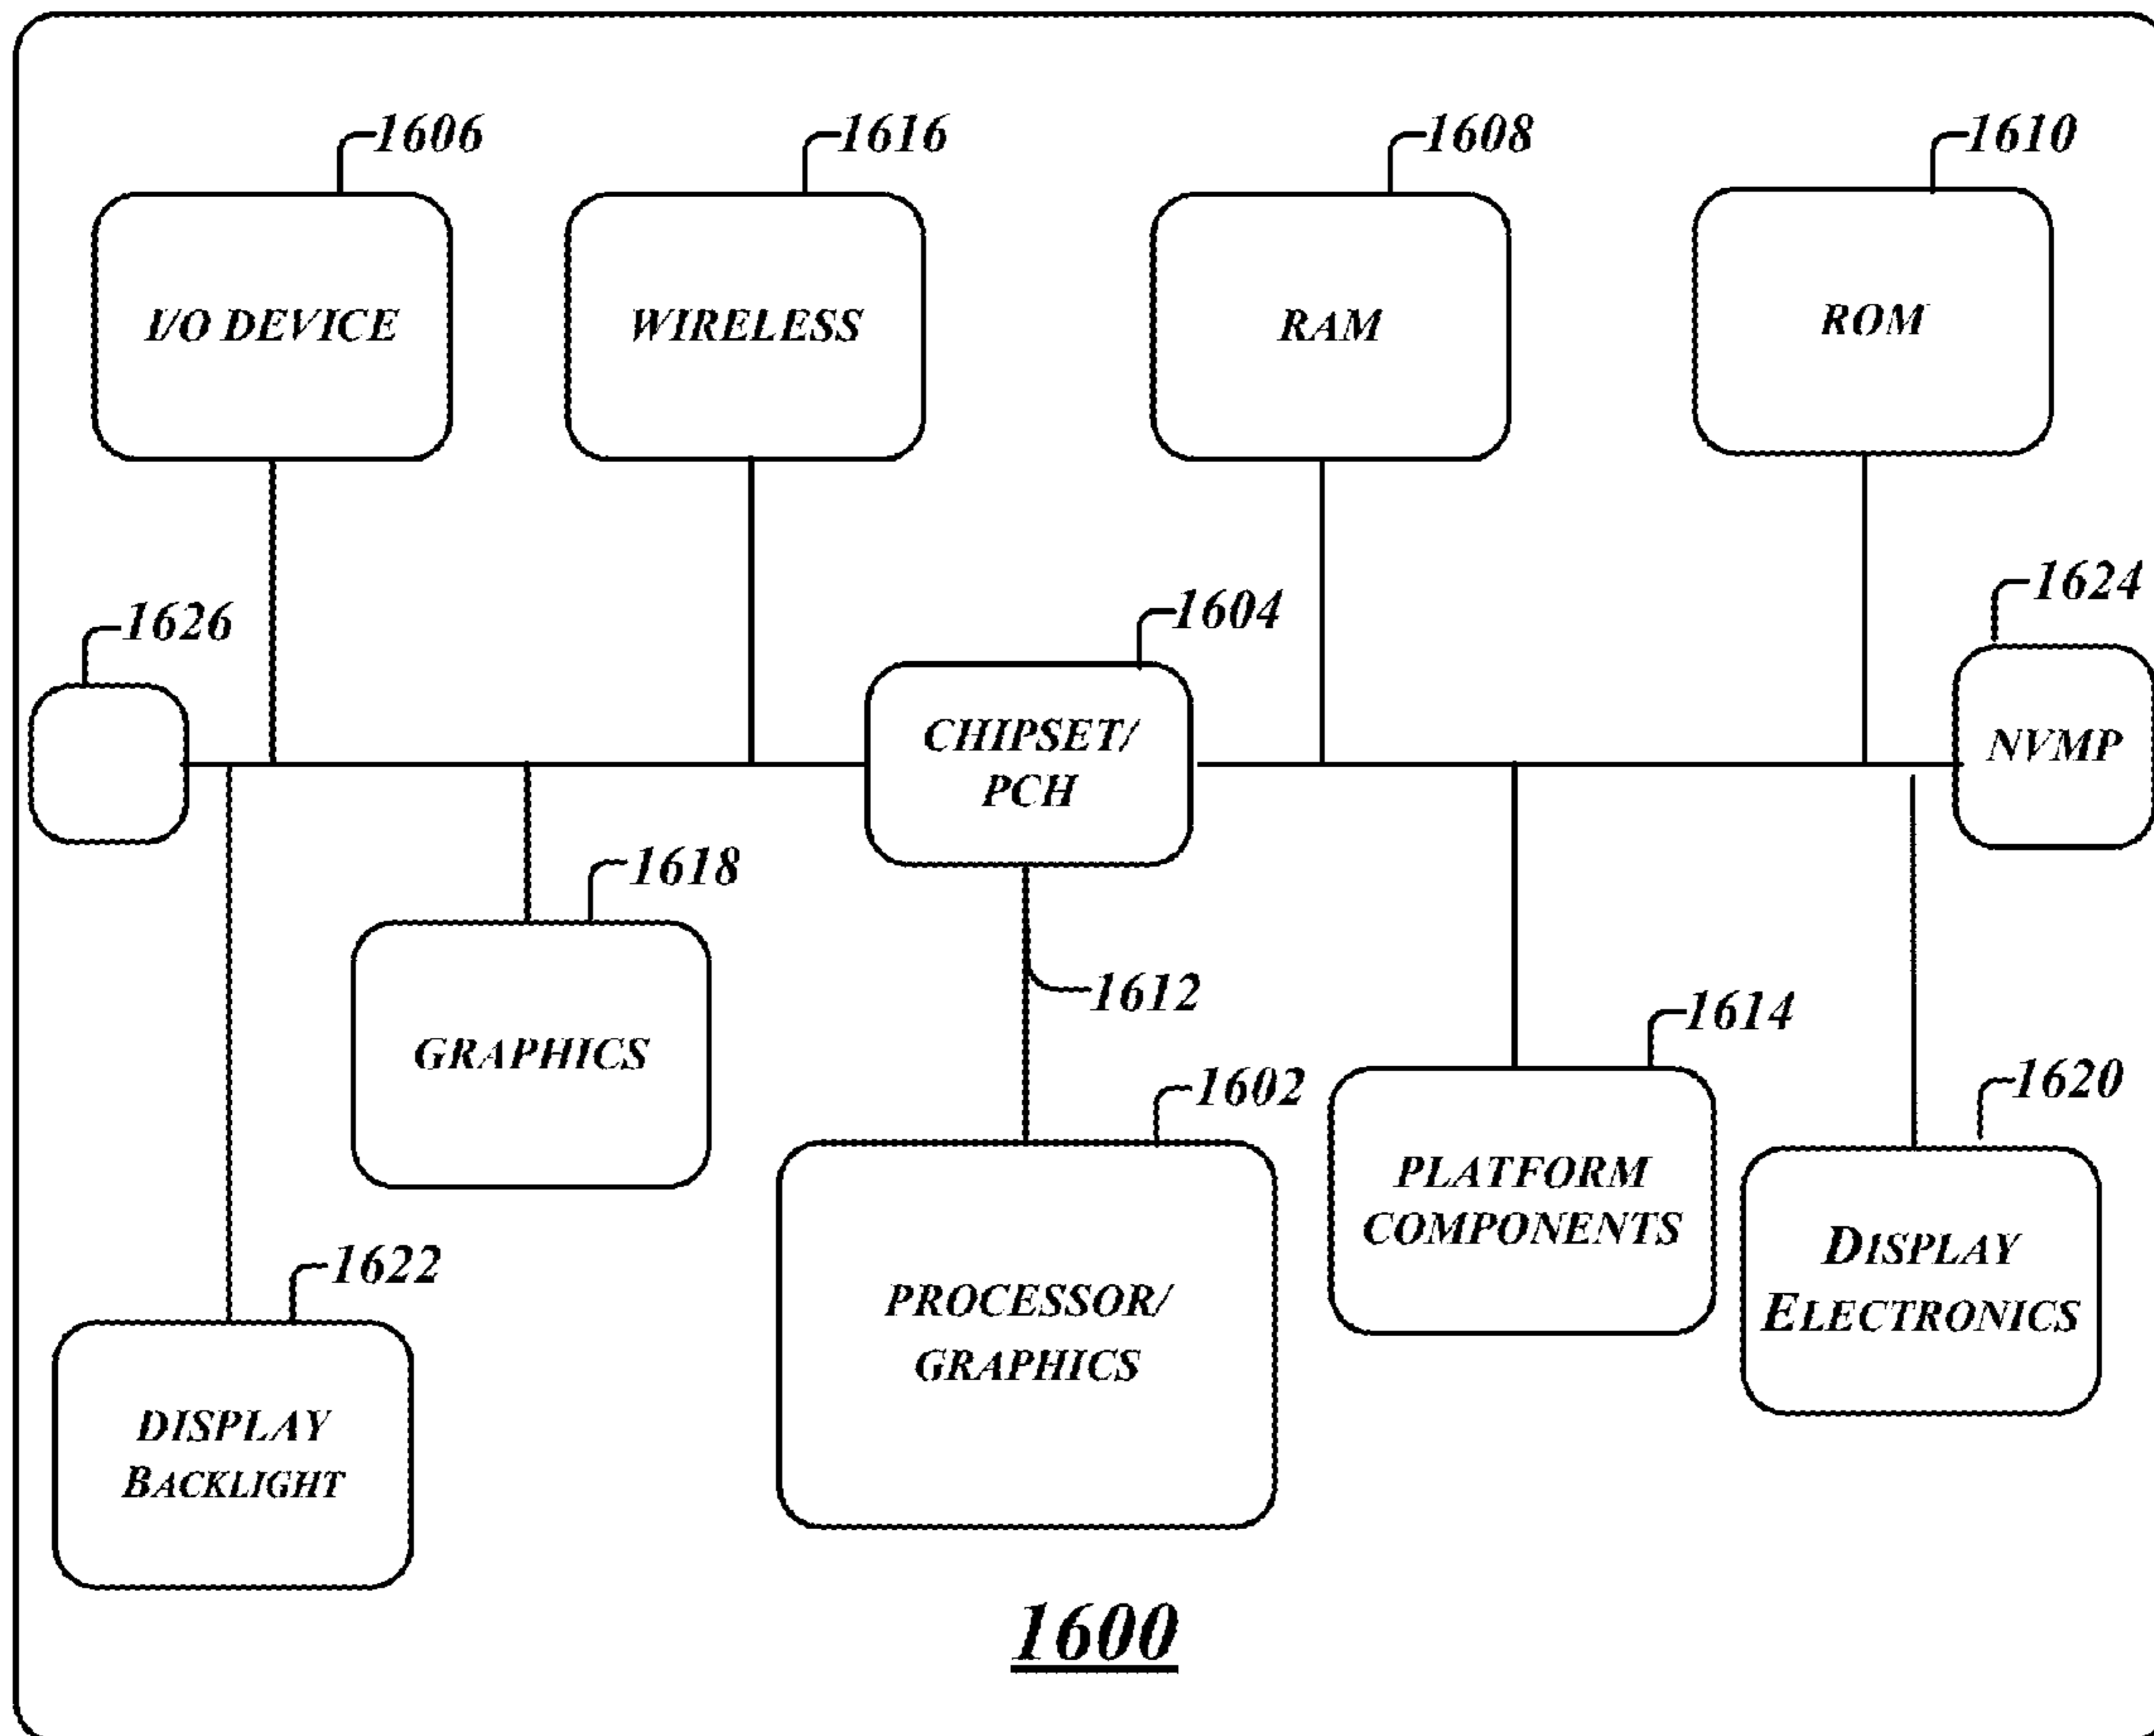 1606
1616
1608
1610
I/O DEVICE
WIRELESS
RAM
ROM
1626
1604
1624
CHIPSET/
PCH
NVMP
1618
1612
GRAPHICS
1614
1602
1620
PLATFORM
COMPONENTS
DISPLAY
ELECTRONICS
1622
PROCESSOR/
GRAPHICS
DISPLAY
BACKLIGHT
1600